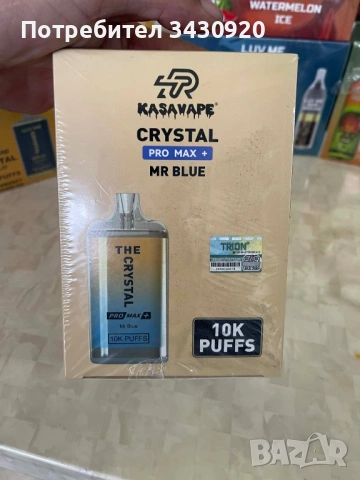 Потребител 3430920
WATERMELON
ICE
LUV ME
KASAVAPE
CRYSTAL
PRO MAX +
MR BLUE
TRION
THE CRYSTAL
PRO MAX +
Mr Blue
10K PUFFS
10K
PUFFS
BAZAR